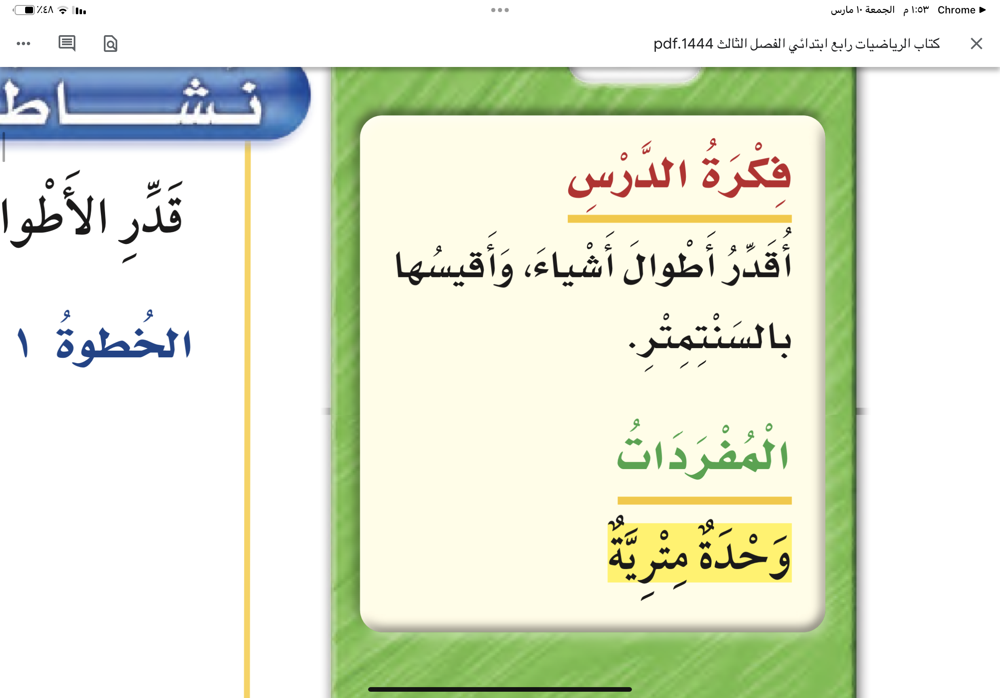 Chrome ١:٥٣ م الجمعة ١٠ مارس
٪٤٨
كتاب الرياضيات رابع ابتدائي الفصل الثالث 1444.pdf
فِكْرَةُ الدَّرْسِ
أُقَدِّرُ أَطْوالَ أَشْياءَ، وَأَقيسُها
بالسَنْتِمِتْرِ.
الْمُفْرَدَاتُ
وَحْدَةٌ مِتْرِيَّةٌ
نشاط
قَدِّرِ الأَطْوا
الخُطوةُ ١